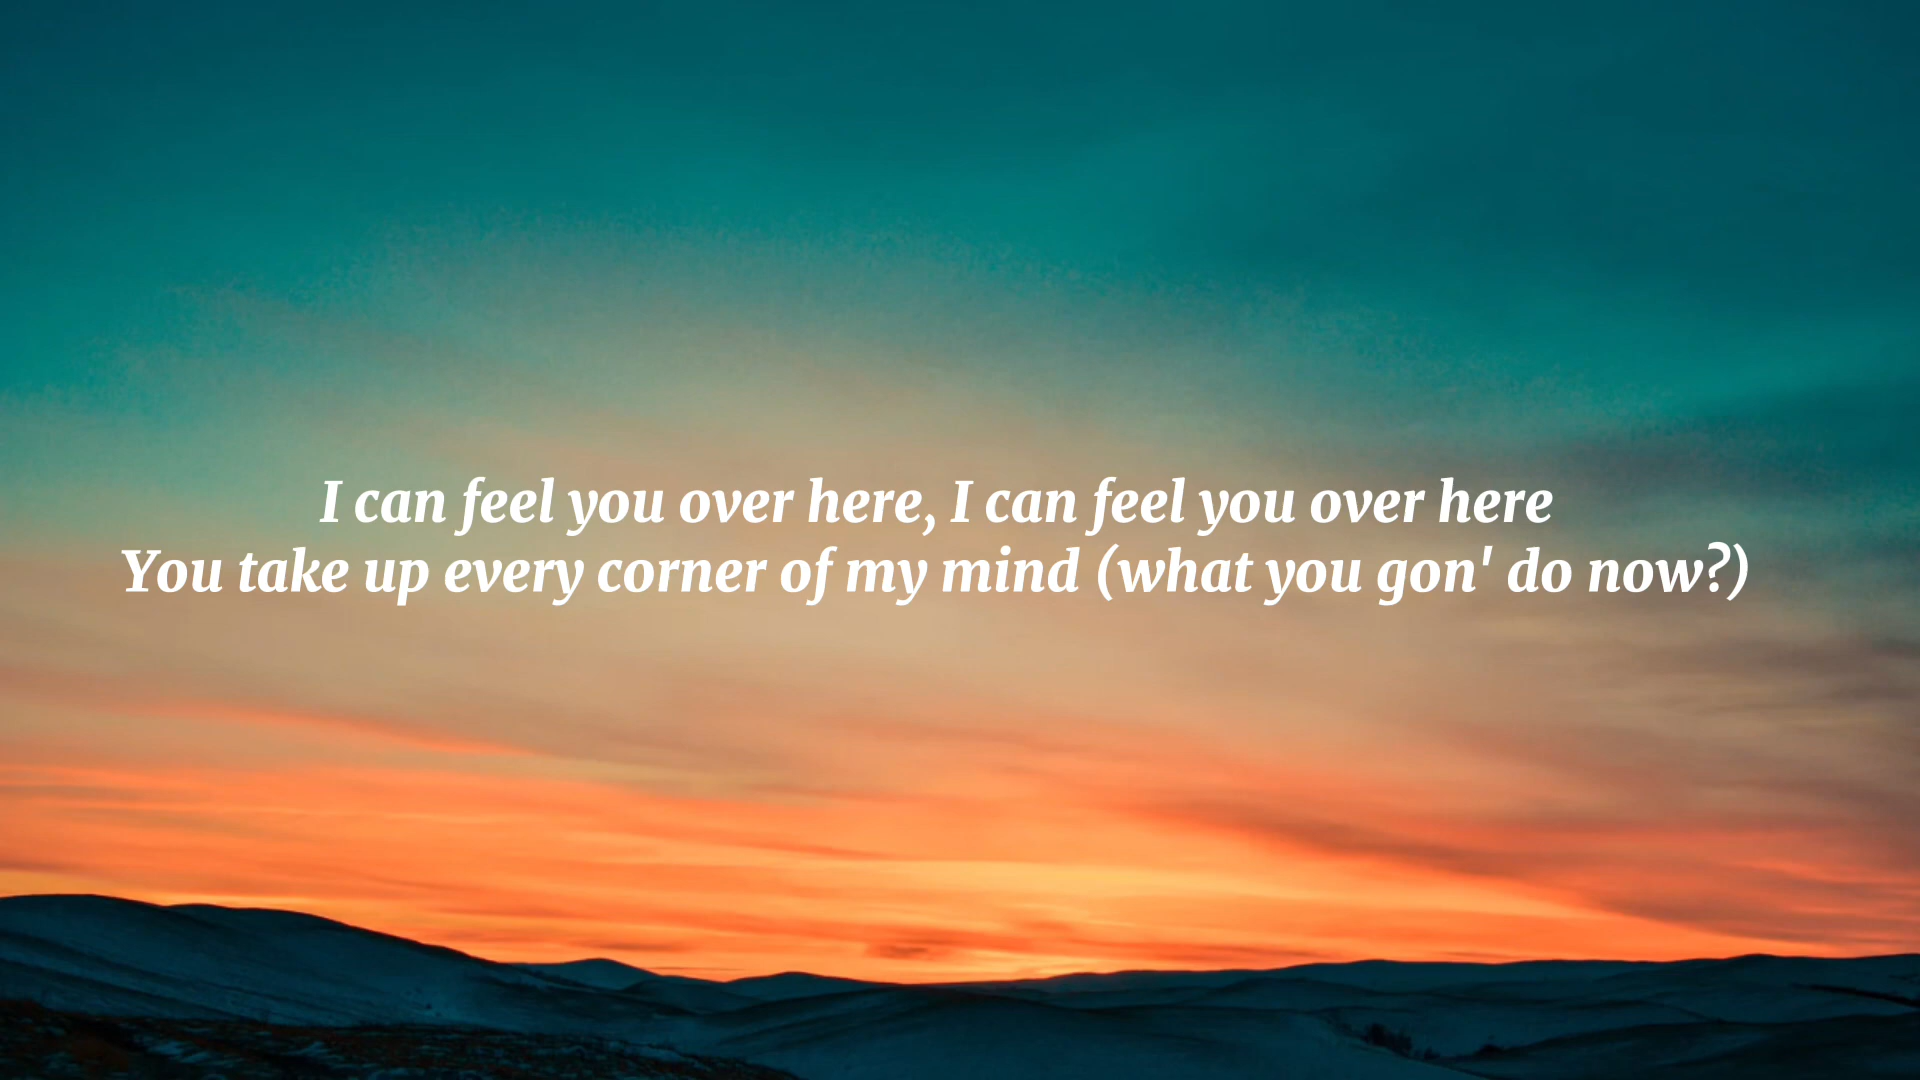 I can feel you over here, I can feel you over here
You take up every corner of my mind (what you gon' do now?)